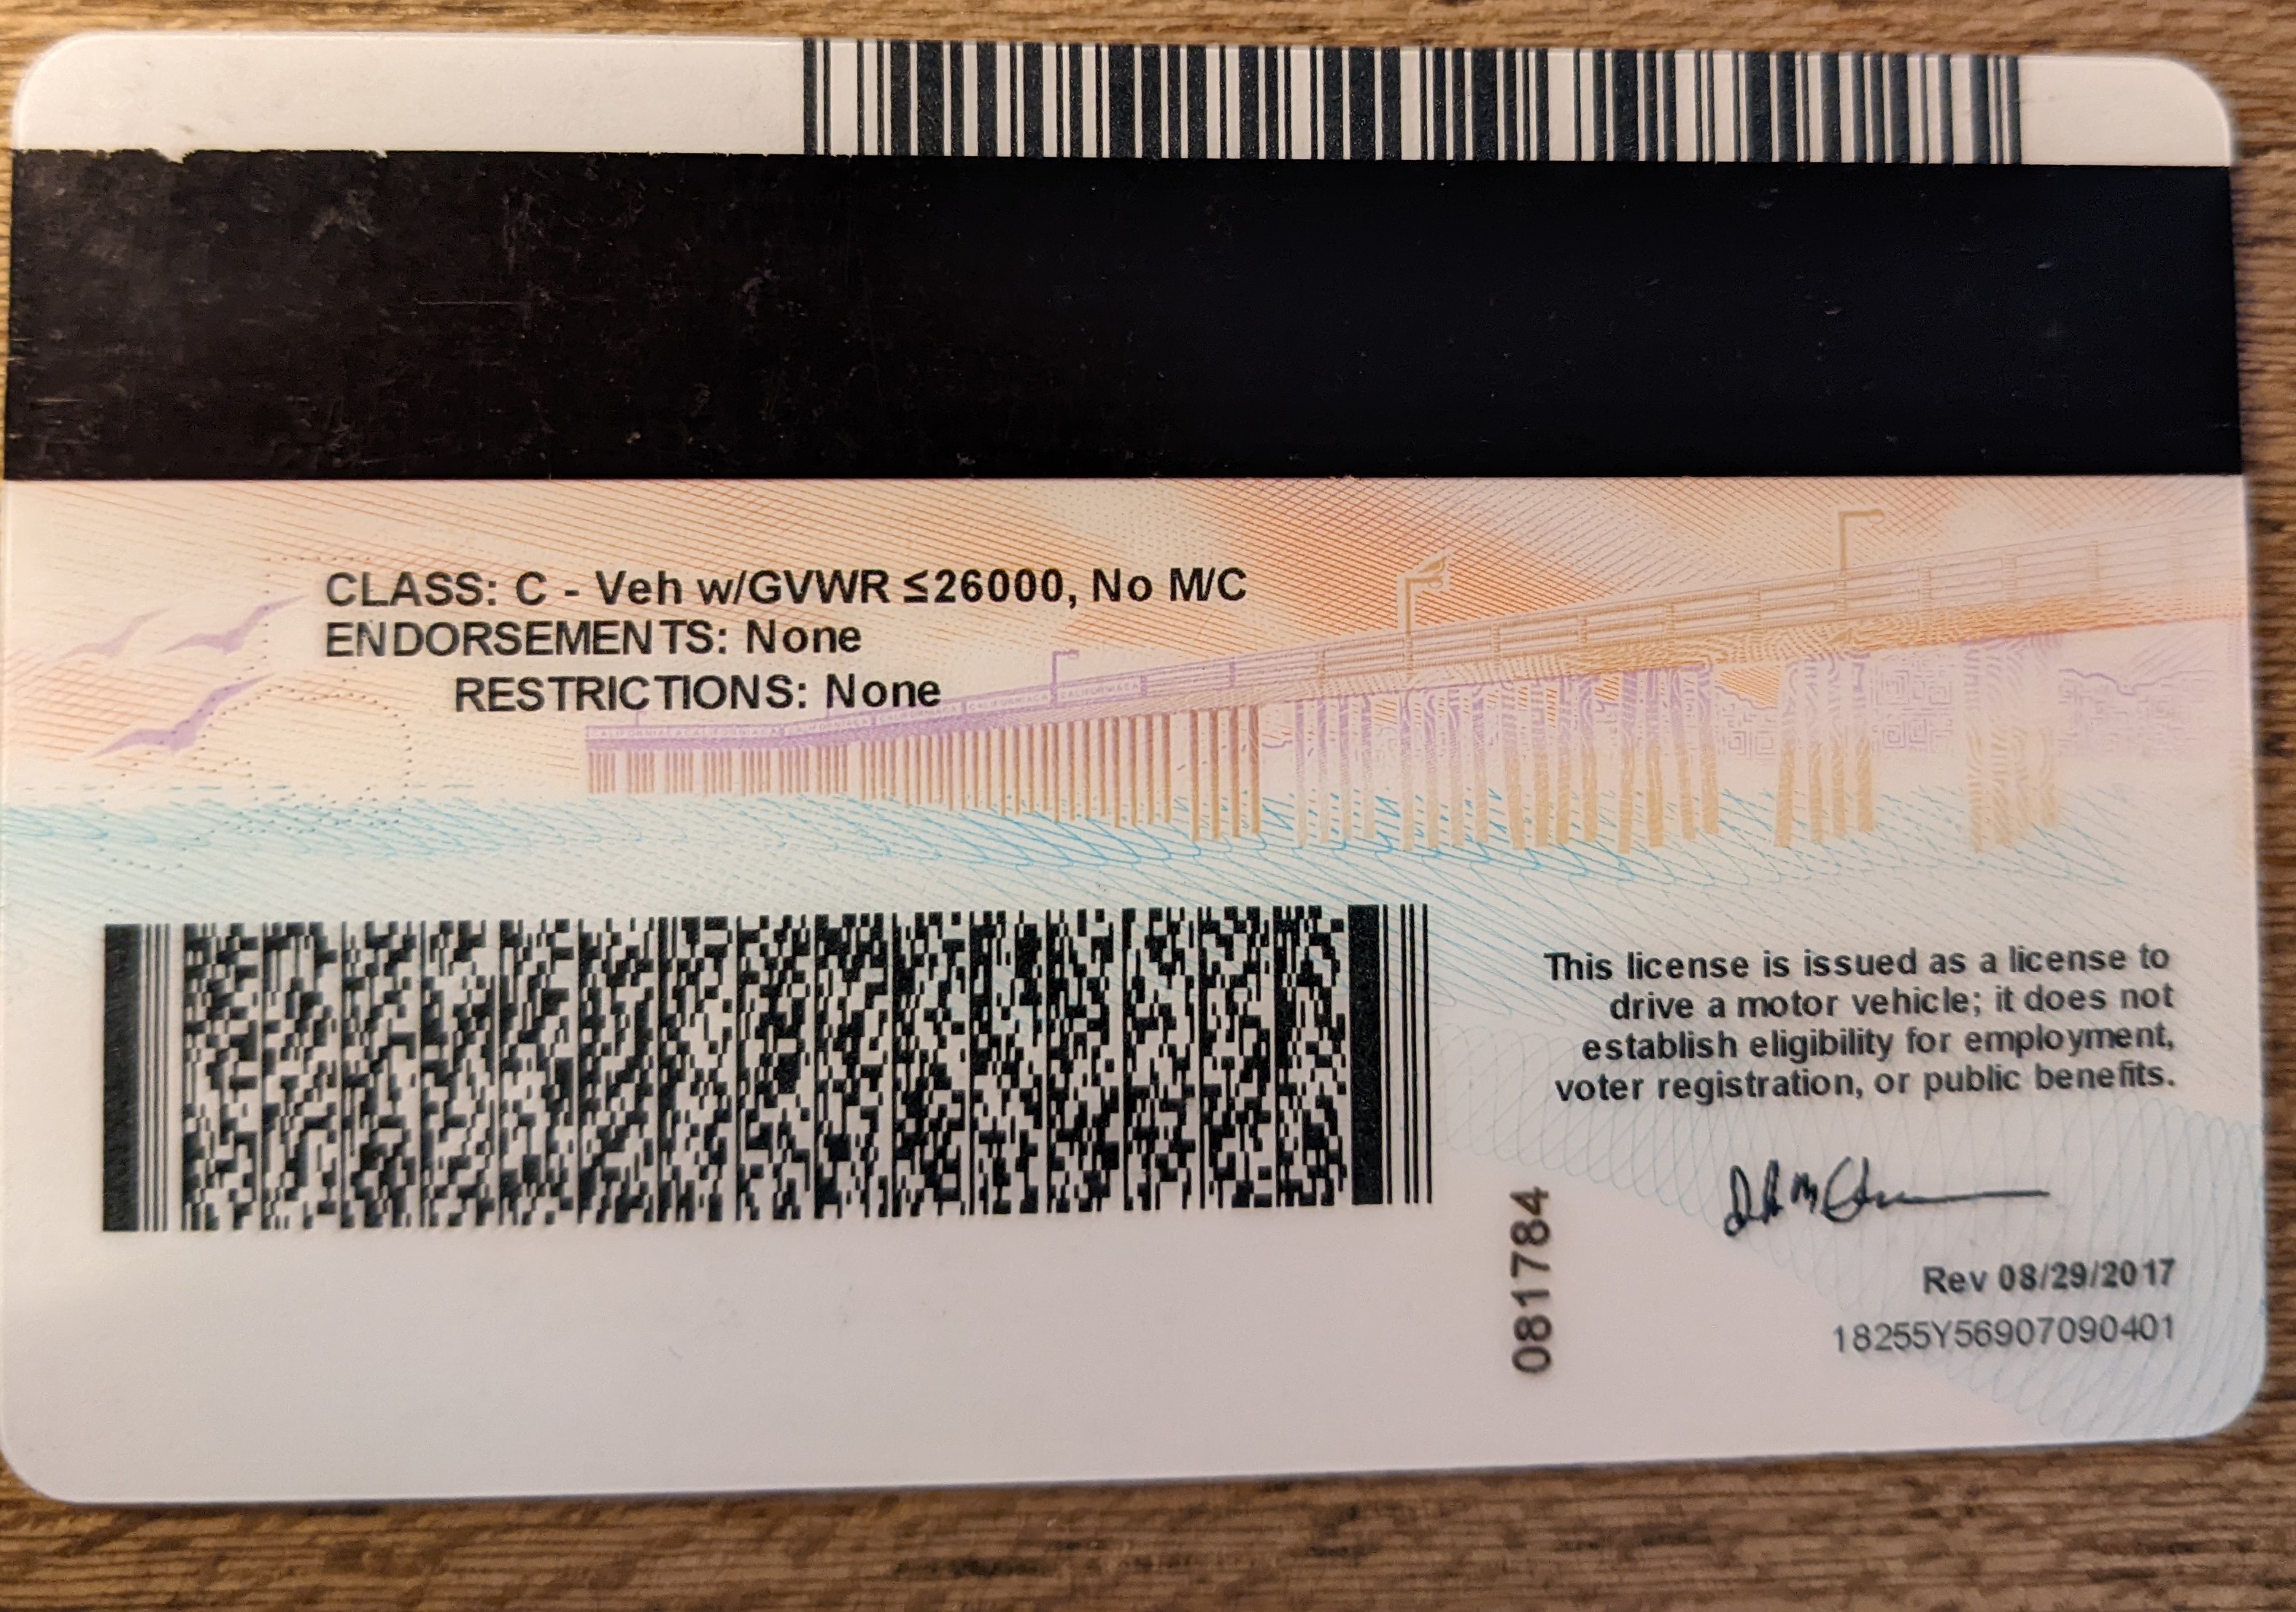 CLASS: C - Veh w/GVWR ≤26000, No M/C
ENDORSEMENTS: None
RESTRICTIONS: None
This license is issued as a license to
drive a motor vehicle; it does not
establish eligibility for employment,
voter registration, or public benefits.
081784
Rev 08/29/2017
18255Y56907090401